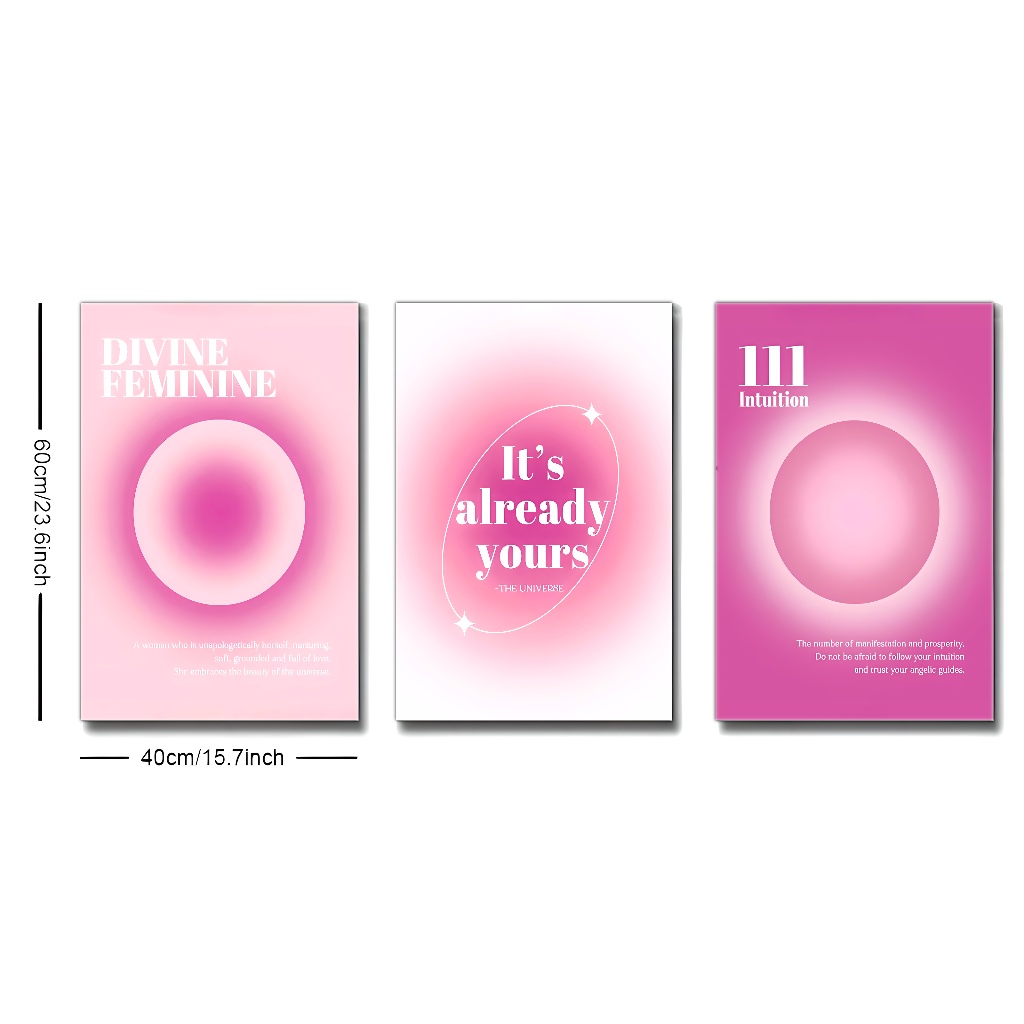 60cm/23.6inch
40cm/15.7inch
DIVINE
FEMININE
A woman who is unapologetically herself; nurturing,
soft, grounded and full of love.
She embraces the beauty of the universe.
It's
already
yours
-THE UNIVERSE
111
Intuition
The number of manifestation and prosperity.
Do not be afraid to follow your intuition
and trust your angelic guides.